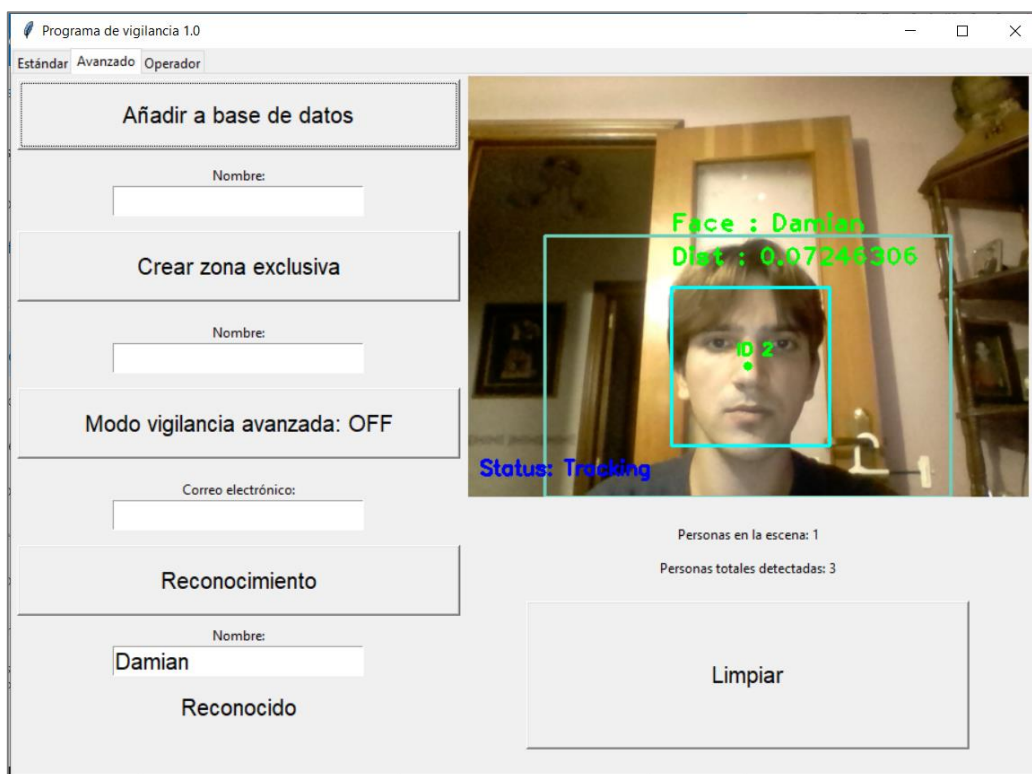 Programa de vigilancia 1.0
Estándar Avanzado Operador
Añadir a base de datos
Nombre:
Crear zona exclusiva
Nombre:
Modo vigilancia avanzada: OFF
Correo electrónico:
Reconocimiento
Nombre:
Damian
Reconocido
Face : Damian
Dist : 0.07246306
ID 2
Status: Tracking
Personas en la escena: 1
Personas totales detectadas: 3
Limpiar